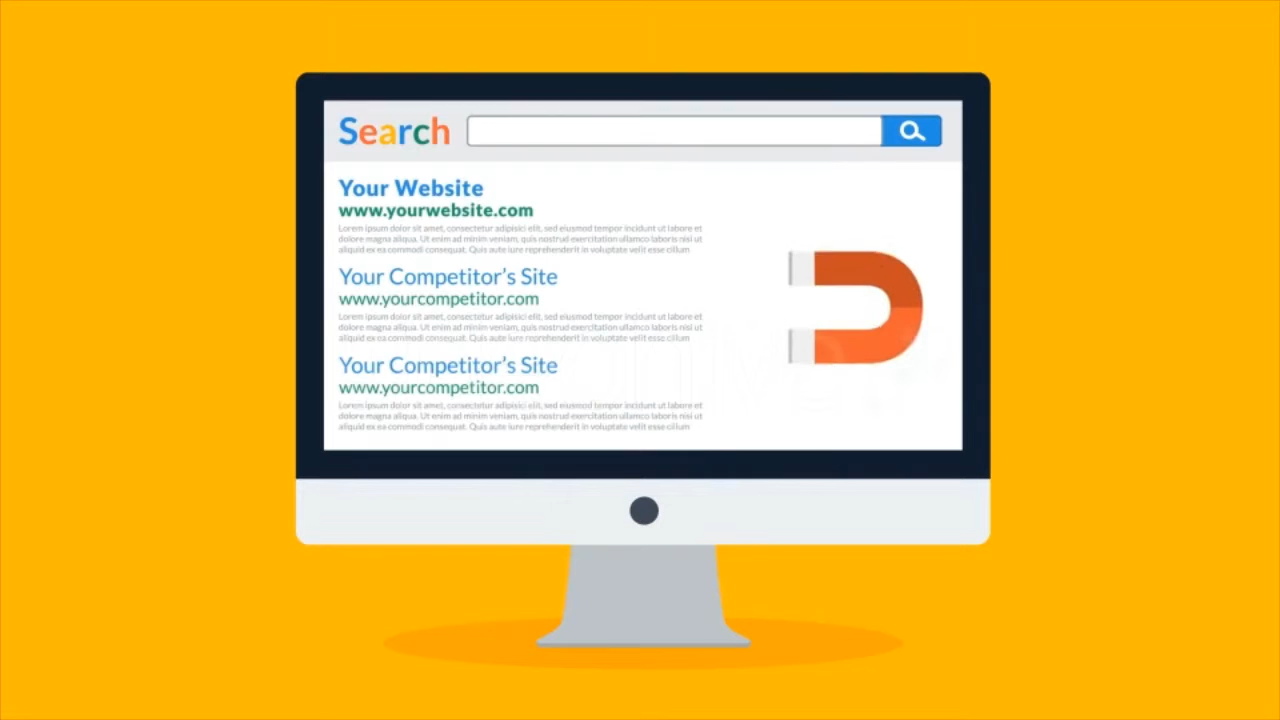 Search
Your Website
www.yourwebsite.com
Lorem ipsum dolor sit amet, consectetur adipisici elit, sed eiusmod tempor incidunt ut labore et
dolore magna aliqua. Ut enim ad minim veniam, quis nostrud exercitation ullamco laboris nisi ut
aliquid ex ea commodi consequat. Quis aute iure reprehenderit in voluptate velit esse cillum
Your Competitor’s Site
www.yourcompetitor.com
Lorem ipsum dolor sit amet, consectetur adipisici elit, sed eiusmod tempor incidunt ut labore et
dolore magna aliqua. Ut enim ad minim veniam, quis nostrud exercitation ullamco laboris nisi ut
aliquid ex ea commodi consequat. Quis aute iure reprehenderit in voluptate velit esse cillum
Your Competitor’s Site
www.yourcompetitor.com
Lorem ipsum dolor sit amet, consectetur adipisici elit, sed eiusmod tempor incidunt ut labore et
dolore magna aliqua. Ut enim ad minim veniam, quis nostrud exercitation ullamco laboris nisi ut
aliquid ex ea commodi consequat. Quis aute iure reprehenderit in voluptate velit esse cillum